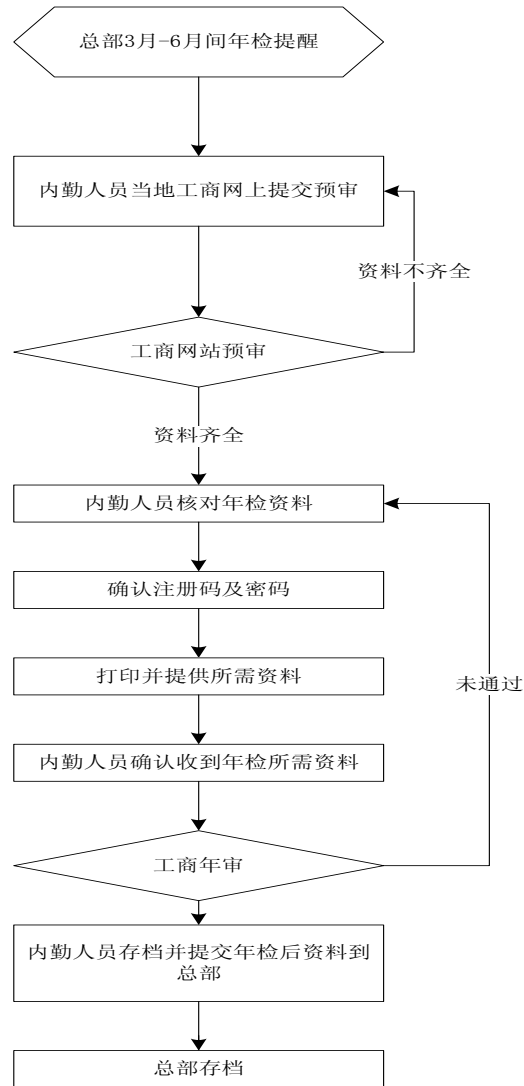 总部3月-6月间年检提醒
内勤人员当地工商网上提交预审
资料不齐全
工商网站预审
资料齐全
内勤人员核对年检资料
确认注册码及密码
打印并提供所需资料
未通过
内勤人员确认收到年检所需资料
工商年审
内勤人员存档并提交年检后资料到
总部
总部存档